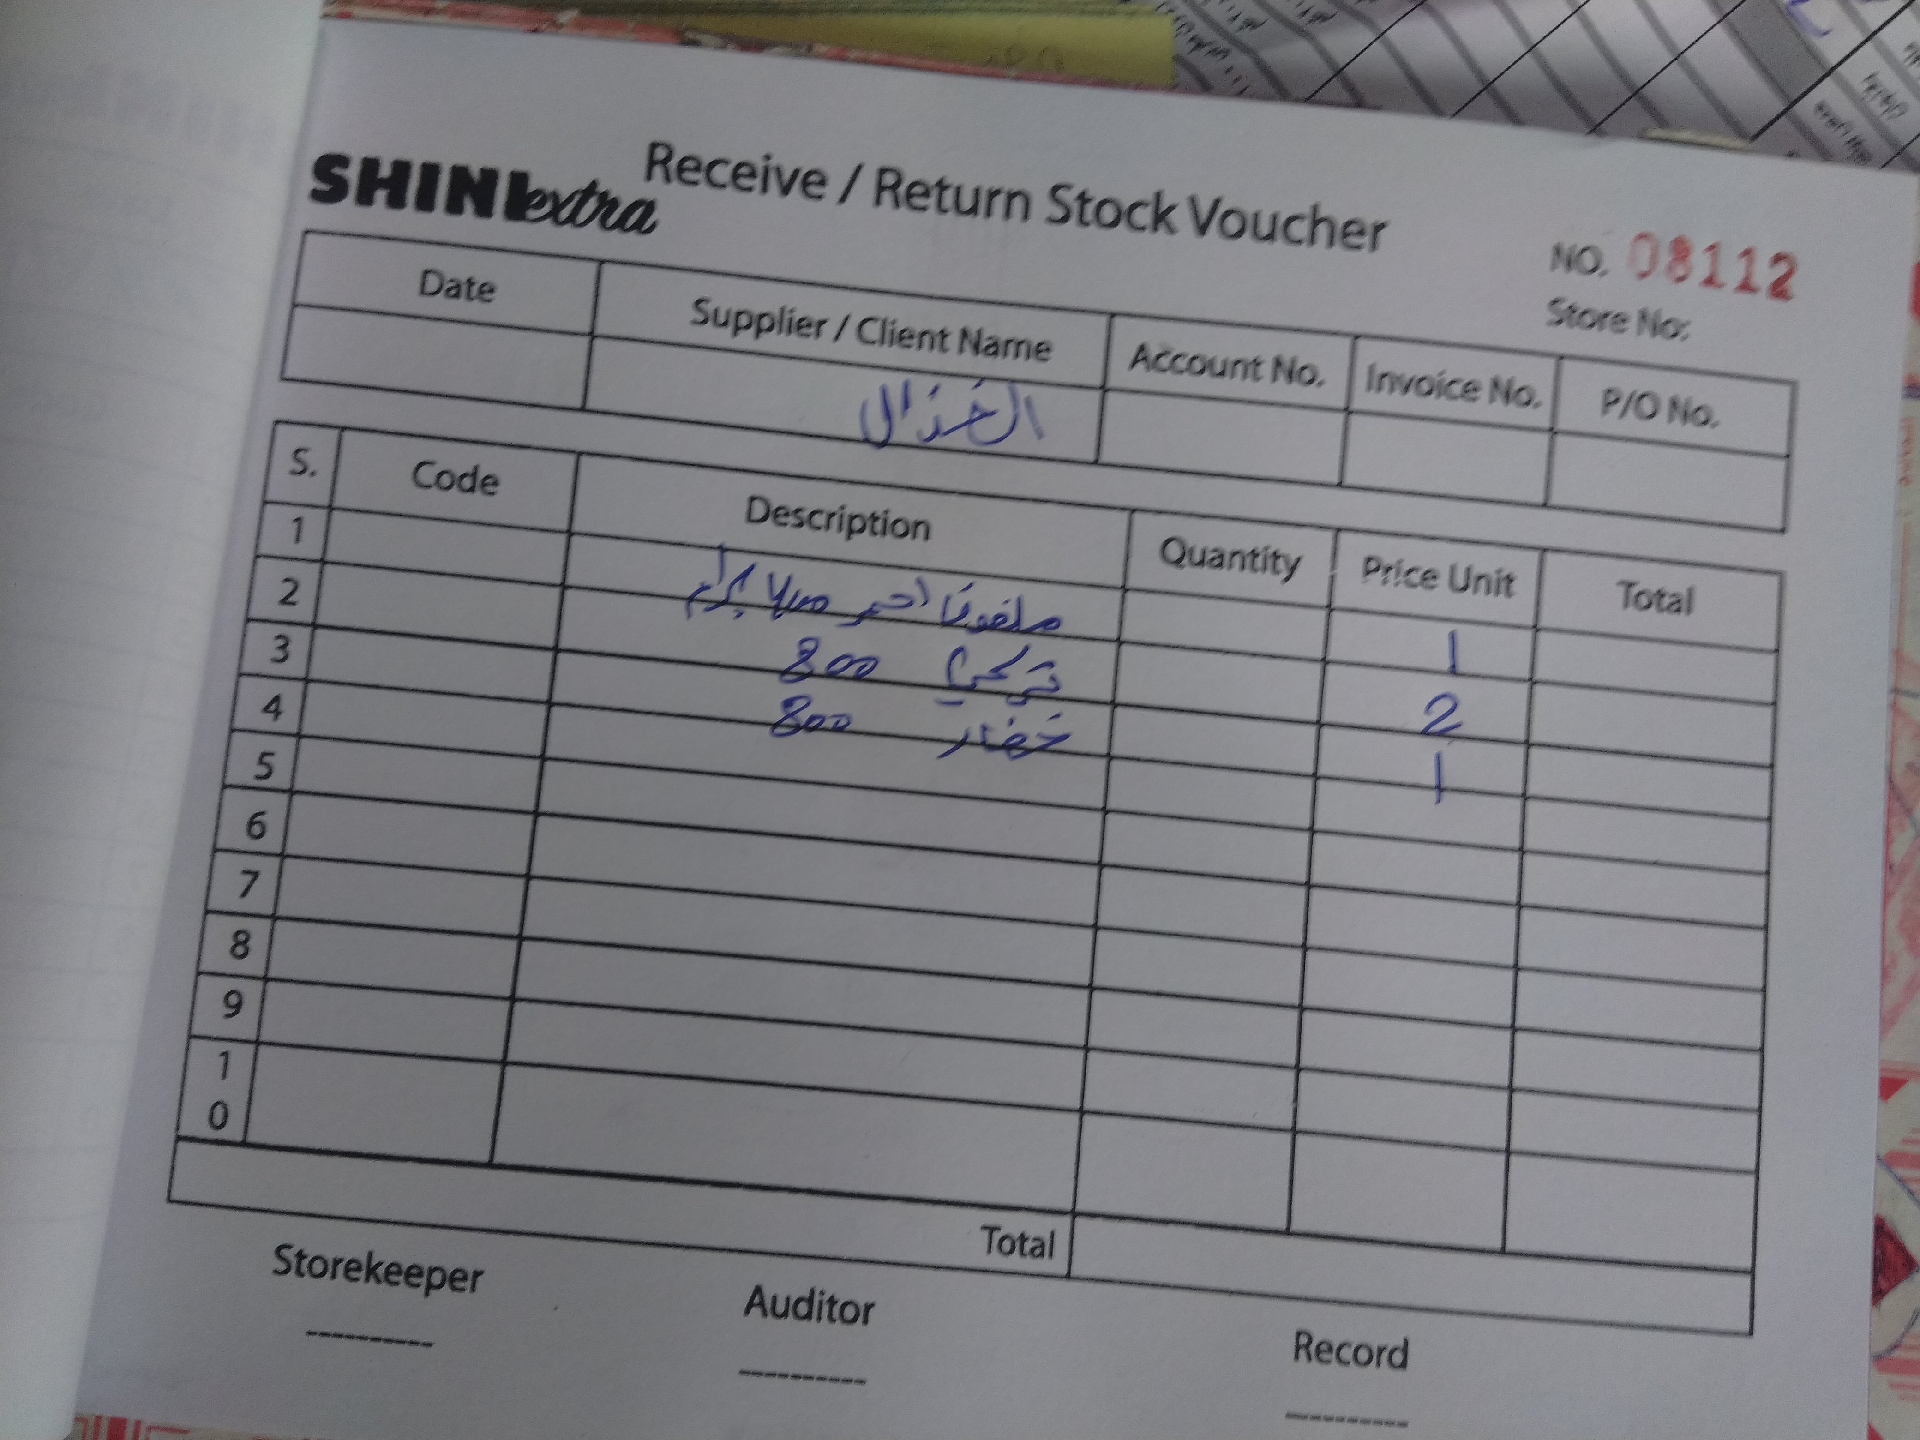 SHINIextra
Receive / Return Stock Voucher
NO. 08112
Store No:
Date Supplier / Client Name Account No. Invoice No. P/O No.
الغزال
S. Code Description Quantity Price Unit Total
1
2 احمر 1
3 تركي 800 2
4 خضار 800 1
5
6
7
8
9
10
Total
Storekeeper Auditor Record